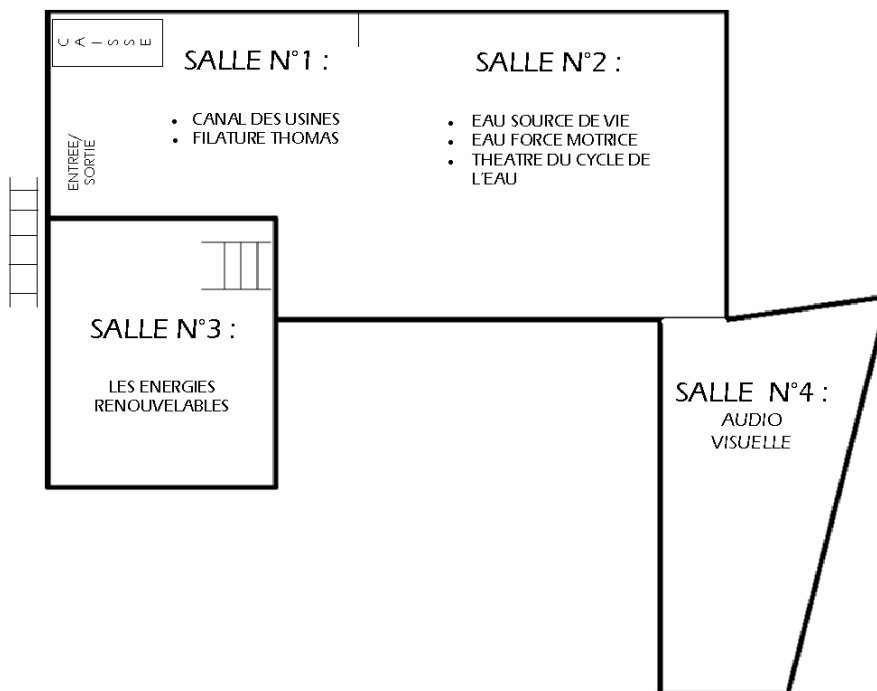 CAISSE
SALLE N°1 :
• CANAL DES USINES
• FILATURE THOMAS
SALLE N°2 :
• EAU SOURCE DE VIE
• EAU FORCE MOTRICE
• THEATRE DU CYCLE DE
L'EAU
ENTREE/
SORTIE
SALLE N°3 :
LES ENERGIES
RENOUVELABLES
SALLE N°4 :
AUDIO
VISUELLE